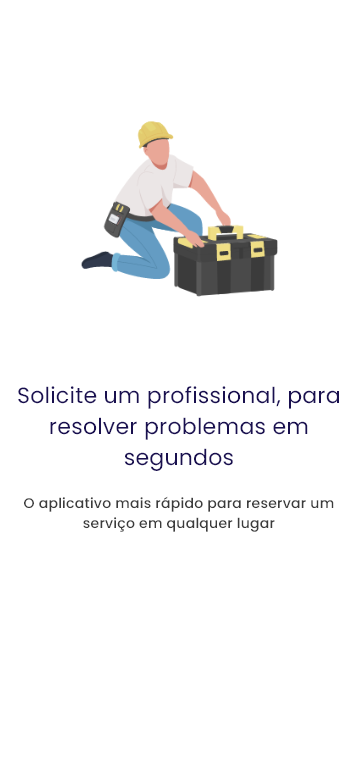 Solicite um profissional, para
resolver problemas em
segundos
O aplicativo mais rápido para reservar um
serviço em qualquer lugar